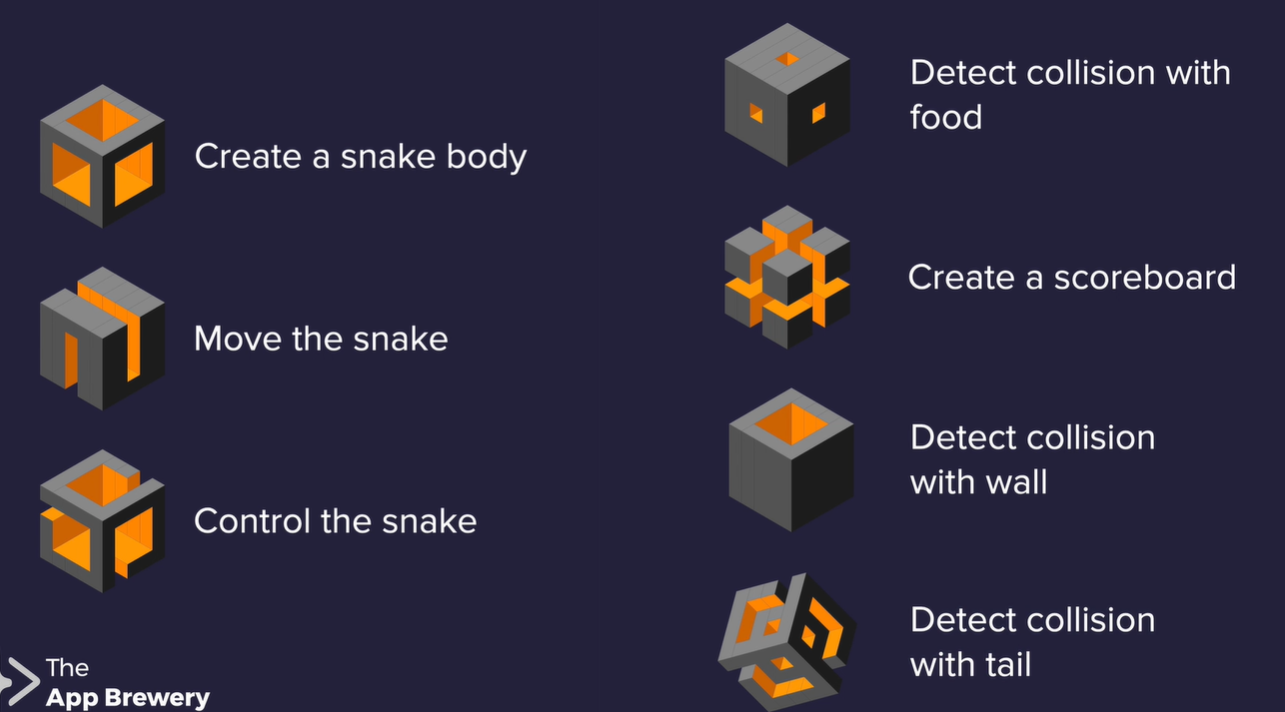 Create a snake body
Move the snake
Control the snake
Detect collision with
food
Create a scoreboard
Detect collision
with wall
Detect collision
with tail
The
App Brewery